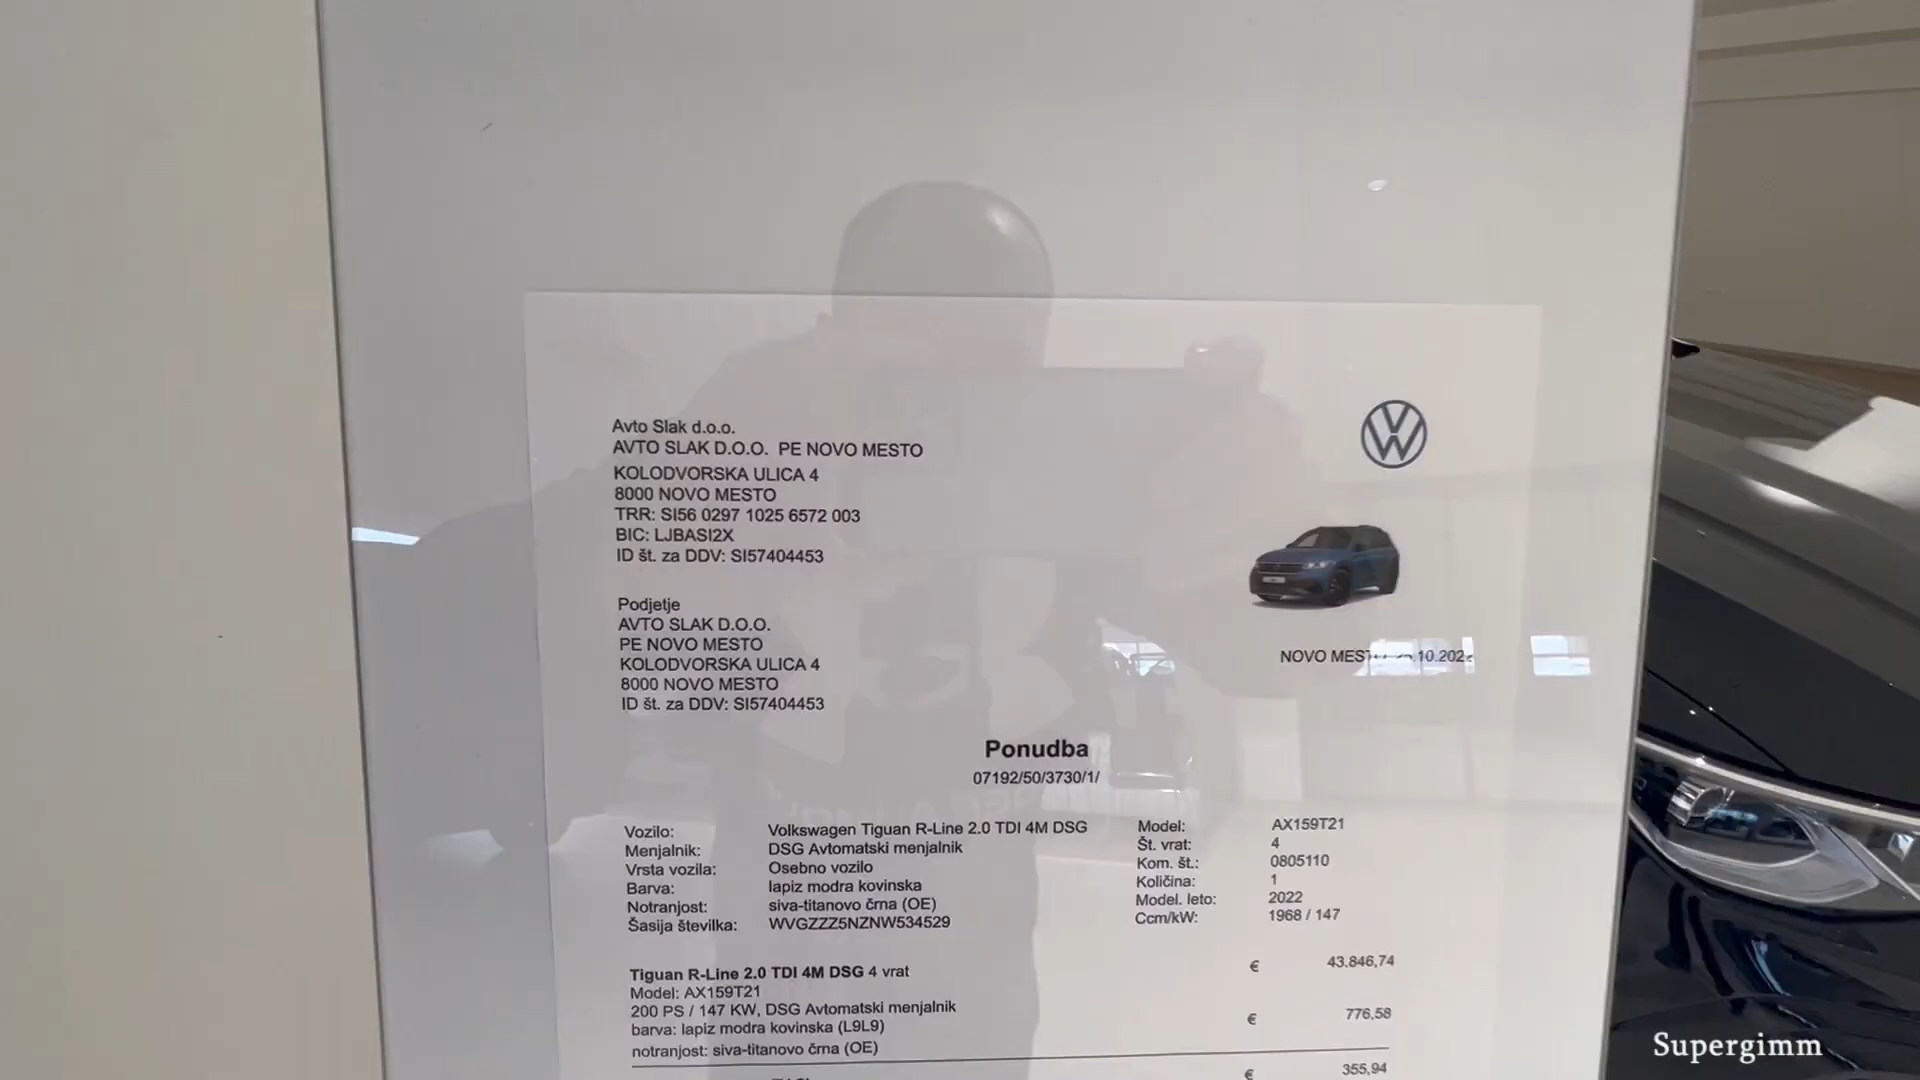 Avto Slak d.o.o.
AVTO SLAK D.O.O. PE NOVO MESTO
KOLODVORSKA ULICA 4
8000 NOVO MESTO
TRR: SI56 0297 1025 6572 003
BIC: LJBASI2X
ID št. za DDV: SI57404453
Podjetje
AVTO SLAK D.O.O.
PE NOVO MESTO
KOLODVORSKA ULICA 4
8000 NOVO MESTO
ID št. za DDV: SI57404453
NOVO
Ponudba
07192/50/3730/1/
Vozilo: Volkswagen Tiguan R-Line 2.0 TDI 4M DSG Model: AX159T21
Menjalnik: DSG Avtomatski menjalnik Št. vrat: 4
Vrsta vozila: Osebno vozilo Kom. št.: 0805110
Barva: lapiz modra kovinska Količina: 1
Notranjost: siva-titanovo črna (OE) Model. leto: 2022
Šasija številka: WVGZZZ5NZNW534529 Ccm/kW: 1968 / 147
Tiguan R-Line 2.0 TDI 4M DSG 4 vrat € 43.846,74
Model: AX159T21
200 PS / 147 KW, DSG Avtomatski menjalnik
barva: lapiz modra kovinska (L9L9) € 776,58
notranjost: siva-titanovo črna (OE)
€ 355,94
Supergimm